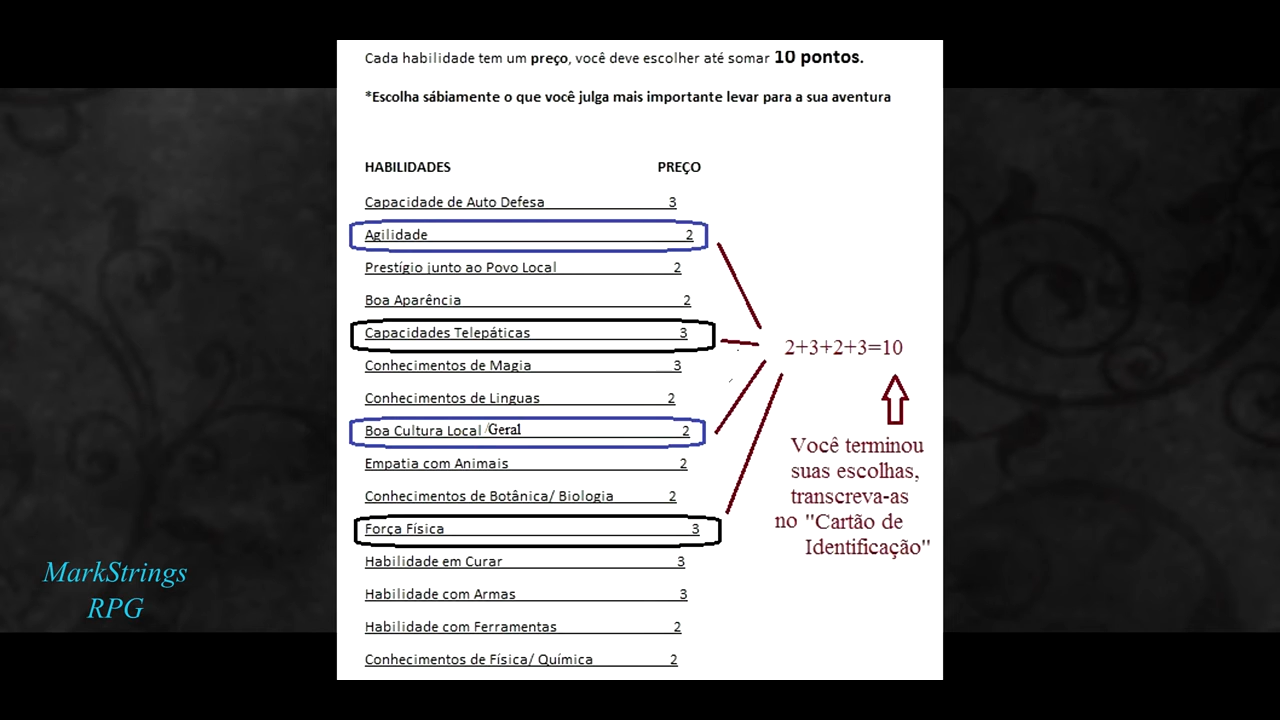 Cada habilidade tem um preço, você deve escolher até somar 10 pontos.
*Escolha sábiamente o que você julga mais importante levar para a sua aventura
HABILIDADES PREÇO
Capacidade de Auto Defesa 3
Agilidade 2
Prestígio junto ao Povo Local 2
Boa Aparência 2
Capacidades Telepáticas 3
Conhecimentos de Magia 3
Conhecimentos de Linguas 2
Boa Cultura Local /Geral 2
Empatia com Animais 2
Conhecimentos de Botânica/ Biologia 2
Força Física 3
Habilidade em Curar 3
Habilidade com Armas 3
Habilidade com Ferramentas 2
Conhecimentos de Física/ Química 2
2+3+2+3=10
Você terminou
suas escolhas,
transcreva-as
no "Cartão de
Identificação"
MarkStrings
RPG